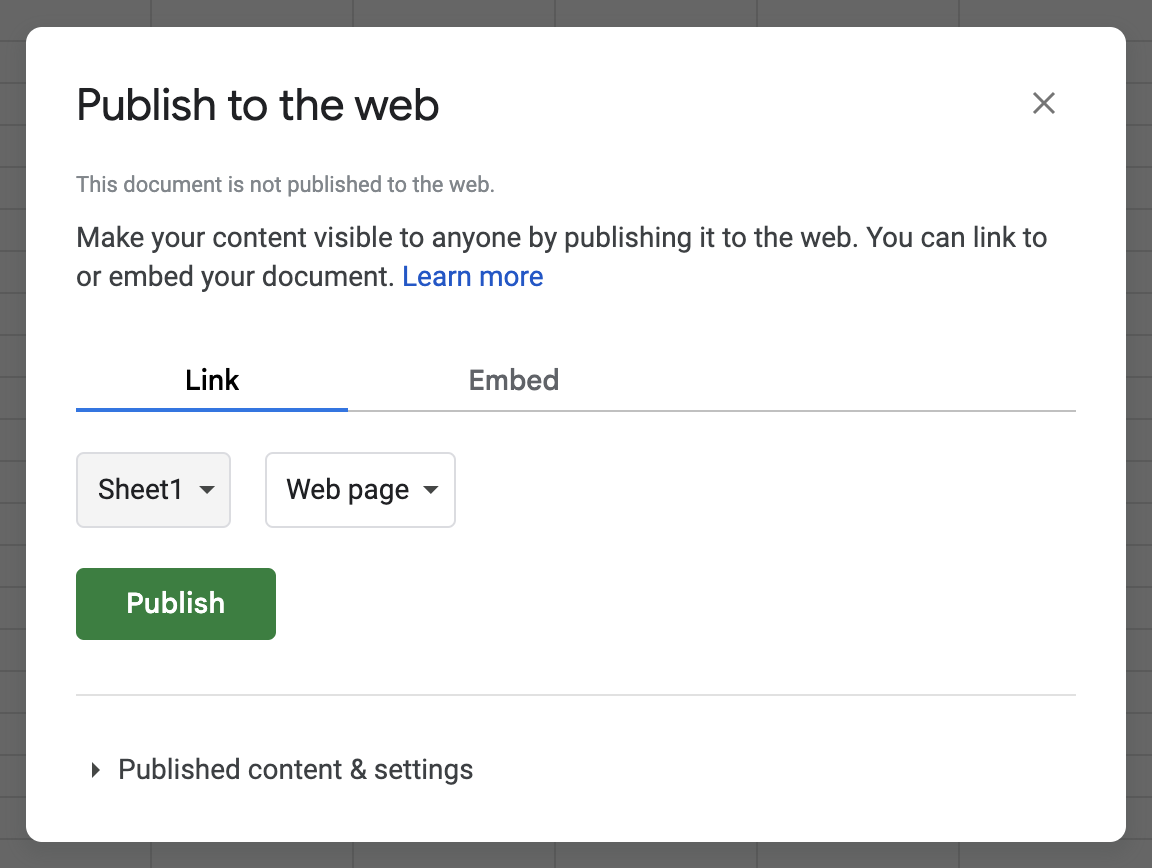 Publish to the web
This document is not published to the web.
Make your content visible to anyone by publishing it to the web. You can link to
or embed your document. Learn more
Link Embed
Sheet1 Web page
Publish
Published content & settings